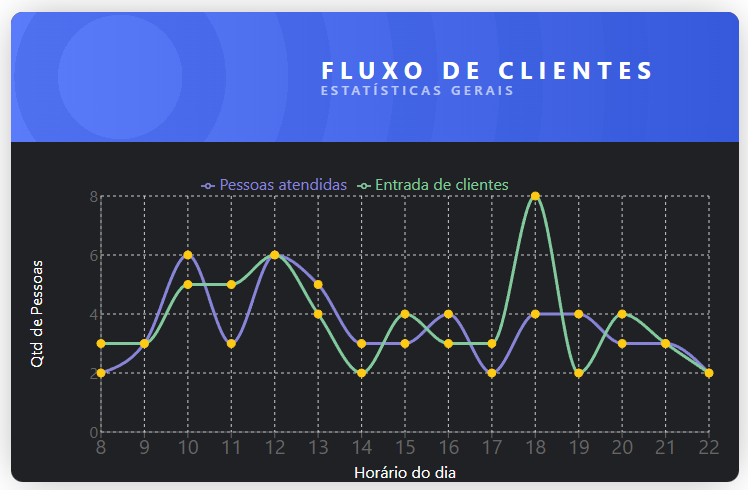 FLUXO DE CLIENTES
ESTATÍSTICAS GERAIS
Pessoas atendidas Entrada de clientes
8
6
4
2
0
Qtd de Pessoas
8 9 10 11 12 13 14 15 16 17 18 19 20 21 22
Horário do dia